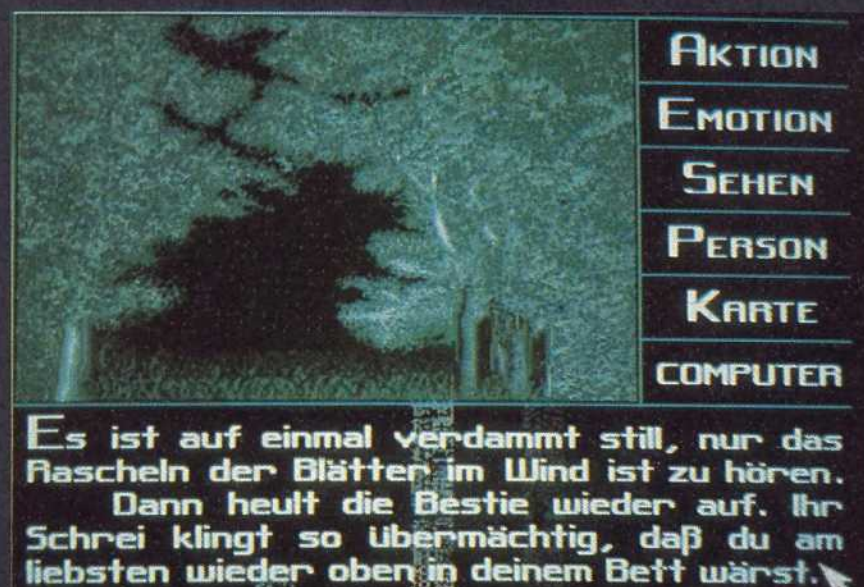 AKTION
EMOTION
SEHEN
PERSON
KARTE
COMPUTER
Es ist auf einmal verdammt still, nur das
Rascheln der Blätter im Wind ist zu hören.
Dann heult die Bestie wieder auf. Ihr
Schrei klingt so übermächtig, daß du am
liebsten wieder oben in deinem Bett wärst.